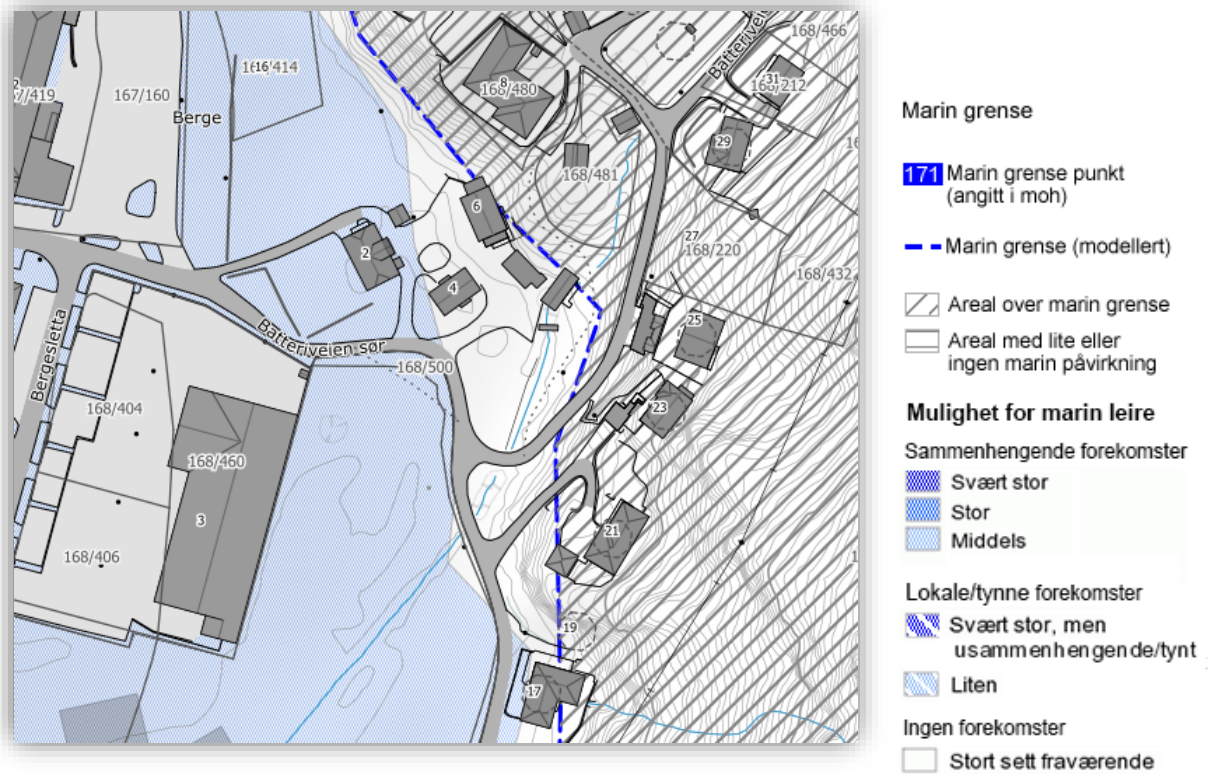 168/466
Batterivei
16
16 /414
2
7/419
167/160
Berge
8
168/480
31
168/212
29
168/481
6
27
168/220
2
4
168/432
25
Bergesletta
Batteriveien sør
168/500
168/404
23
168/460
3
21
168/406
19
17
Marin grense
171 Marin grense punkt
(angitt i moh)
Marin grense (modellert)
Areal over marin grense
Areal med lite eller
ingen marin påvirkning
Mulighet for marin leire
Sammenhengende forekomster
Svært stor
Stor
Middels
Lokale/tynne forekomster
Svært stor, men
usammenhengende/tynt
Liten
Ingen forekomster
Stort sett fraværende